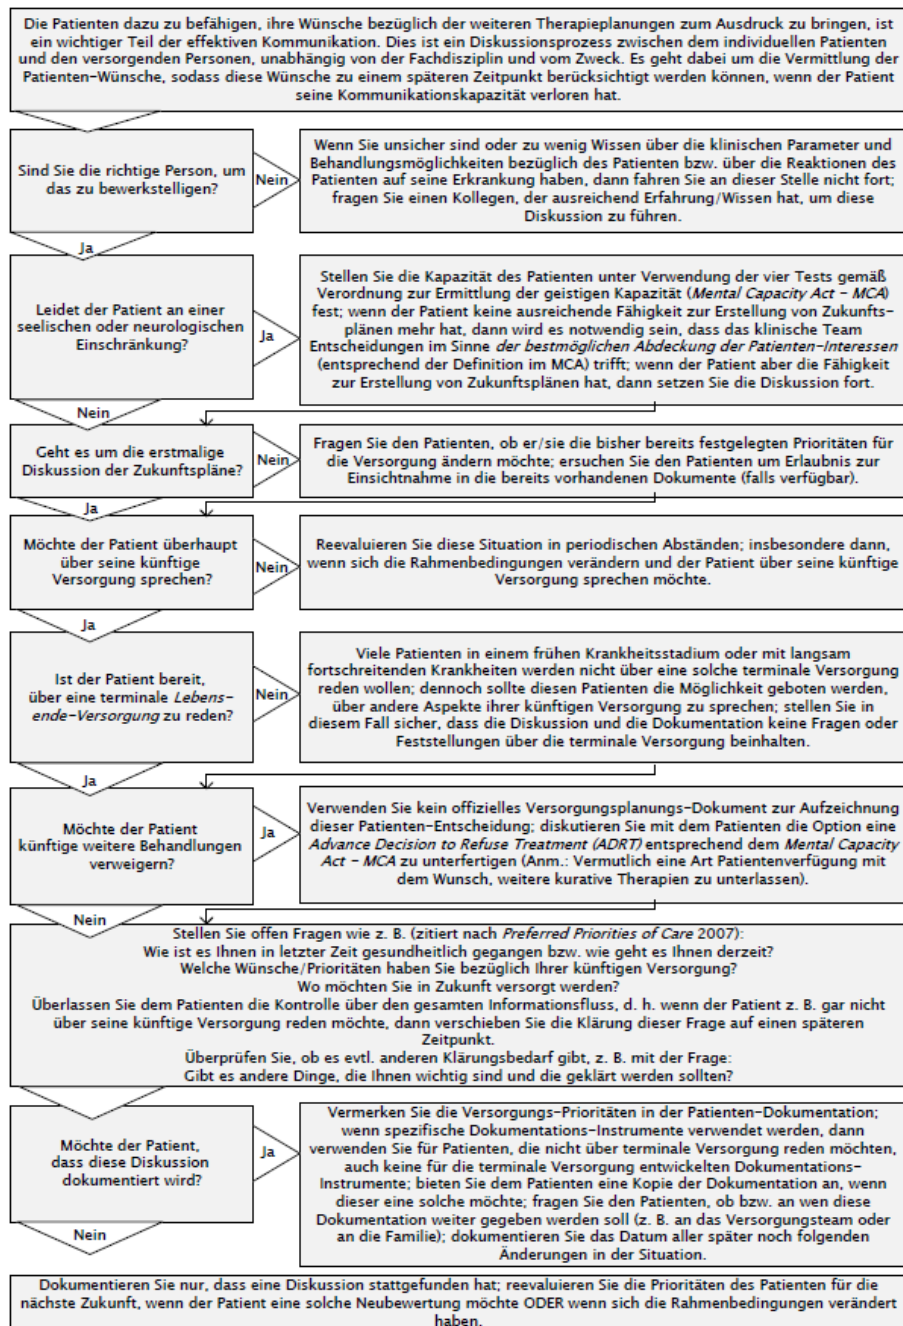 Die Patienten dazu zu befähigen, ihre Wünsche bezüglich der weiteren Therapieplanungen zum Ausdruck zu bringen, ist
ein wichtiger Teil der effektiven Kommunikation. Dies ist ein Diskussionsprozess zwischen dem individuellen Patienten
und den versorgenden Personen, unabhängig von der Fachdisziplin und vom Zweck. Es geht dabei um die Vermittlung der
Patienten-Wünsche, sodass diese Wünsche zu einem späteren Zeitpunkt berücksichtigt werden können, wenn der Patient
seine Kommunikationskapazität verloren hat.
Sind Sie die richtige Person, um
das zu bewerkstelligen?
Nein
Wenn Sie unsicher sind oder zu wenig Wissen über die klinischen Parameter und
Behandlungsmöglichkeiten bezüglich des Patienten bzw. über die Reaktionen des
Patienten auf seine Erkrankung haben, dann fahren Sie an dieser Stelle nicht fort;
fragen Sie einen Kollegen, der ausreichend Erfahrung/Wissen hat, um diese
Diskussion zu führen.
Ja
Leidet der Patient an einer
seelischen oder neurologischen
Einschränkung?
Ja
Stellen Sie die Kapazität des Patienten unter Verwendung der vier Tests gemäß
Verordnung zur Ermittlung der geistigen Kapazität (Mental Capacity Act – MCA)
fest; wenn der Patient keine ausreichende Fähigkeit zur Erstellung von Zukunfts-
plänen mehr hat, dann wird es notwendig sein, dass das klinische Team
Entscheidungen im Sinne der bestmöglichen Abdeckung der Patienten-Interessen
(entsprechend der Definition im MCA) trifft; wenn der Patient aber die Fähigkeit
zur Erstellung von Zukunftsplänen hat, dann setzen Sie die Diskussion fort.
Nein
Geht es um die erstmalige
Diskussion der Zukunftspläne?
Nein
Fragen Sie den Patienten, ob er/sie die bisher bereits festgelegten Prioritäten für
die Versorgung ändern möchte; ersuchen Sie den Patienten um Erlaubnis zur
Einsichtnahme in die bereits vorhandenen Dokumente (falls verfügbar).
Ja
Möchte der Patient überhaupt
über seine künftige
Versorgung sprechen?
Nein
Reevaluieren Sie diese Situation in periodischen Abständen; insbesondere dann,
wenn sich die Rahmenbedingungen verändern und der Patient über seine künftige
Versorgung sprechen möchte.
Ja
Ist der Patient bereit,
über eine terminale Lebens-
ende-Versorgung zu reden?
Nein
Viele Patienten in einem frühen Krankheitsstadium oder mit langsam
fortschreitenden Krankheiten werden nicht über eine solche terminale Versorgung
reden wollen; dennoch sollte diesen Patienten die Möglichkeit geboten werden,
über andere Aspekte ihrer künftigen Versorgung zu sprechen; stellen Sie in
diesem Fall sicher, dass die Diskussion und die Dokumentation keine Fragen oder
Feststellungen über die terminale Versorgung beinhalten.
Ja
Möchte der Patient
künftige weitere Behandlungen
verweigern?
Ja
Verwenden Sie kein offizielles Versorgungsplanungs-Dokument zur Aufzeichnung
dieser Patienten-Entscheidung; diskutieren Sie mit dem Patienten die Option eine
Advance Decision to Refuse Treatment (ADRT) entsprechend dem Mental Capacity
Act – MCA zu unterfertigen (Anm.: Vermutlich eine Art Patientenverfügung mit
dem Wunsch, weitere kurative Therapien zu unterlassen).
Nein
Stellen Sie offen Fragen wie z. B. (zitiert nach Preferred Priorities of Care 2007):
Wie ist es Ihnen in letzter Zeit gesundheitlich gegangen bzw. wie geht es Ihnen derzeit?
Welche Wünsche/Prioritäten haben Sie bezüglich Ihrer künftigen Versorgung?
Wo möchten Sie in Zukunft versorgt werden?
Überlassen Sie dem Patienten die Kontrolle über den gesamten Informationsfluss, d. h. wenn der Patient z. B. gar nicht
über seine künftige Versorgung reden möchte, dann verschieben Sie die Klärung dieser Frage auf einen späteren
Zeitpunkt.
Überprüfen Sie, ob es evtl. anderen Klärungsbedarf gibt, z. B. mit der Frage:
Gibt es andere Dinge, die Ihnen wichtig sind und die geklärt werden sollten?
Möchte der Patient,
dass diese Diskussion
dokumentiert wird?
Ja
Vermerken Sie die Versorgungs-Prioritäten in der Patienten-Dokumentation;
wenn spezifische Dokumentations-Instrumente verwendet werden, dann
verwenden Sie für Patienten, die nicht über terminale Versorgung reden möchten,
auch keine für die terminale Versorgung entwickelten Dokumentations-
Instrumente; bieten Sie dem Patienten eine Kopie der Dokumentation an, wenn
dieser eine solche möchte; fragen Sie den Patienten, ob bzw. an wen diese
Dokumentation weiter gegeben werden soll (z. B. an das Versorgungsteam oder
an die Familie); dokumentieren Sie das Datum aller später noch folgenden
Änderungen in der Situation.
Nein
Dokumentieren Sie nur, dass eine Diskussion stattgefunden hat; reevaluieren Sie die Prioritäten des Patienten für die
nächste Zukunft, wenn der Patient eine solche Neubewertung möchte ODER wenn sich die Rahmenbedingungen verändert
haben.